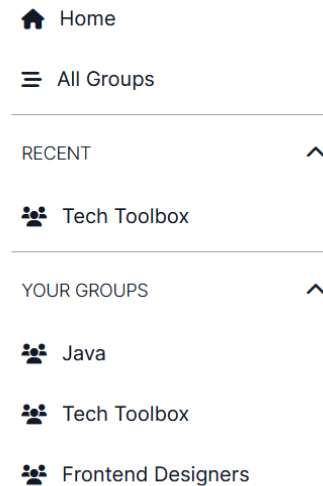 Home
All Groups
RECENT
Tech Toolbox
YOUR GROUPS
Java
Tech Toolbox
Frontend Designers